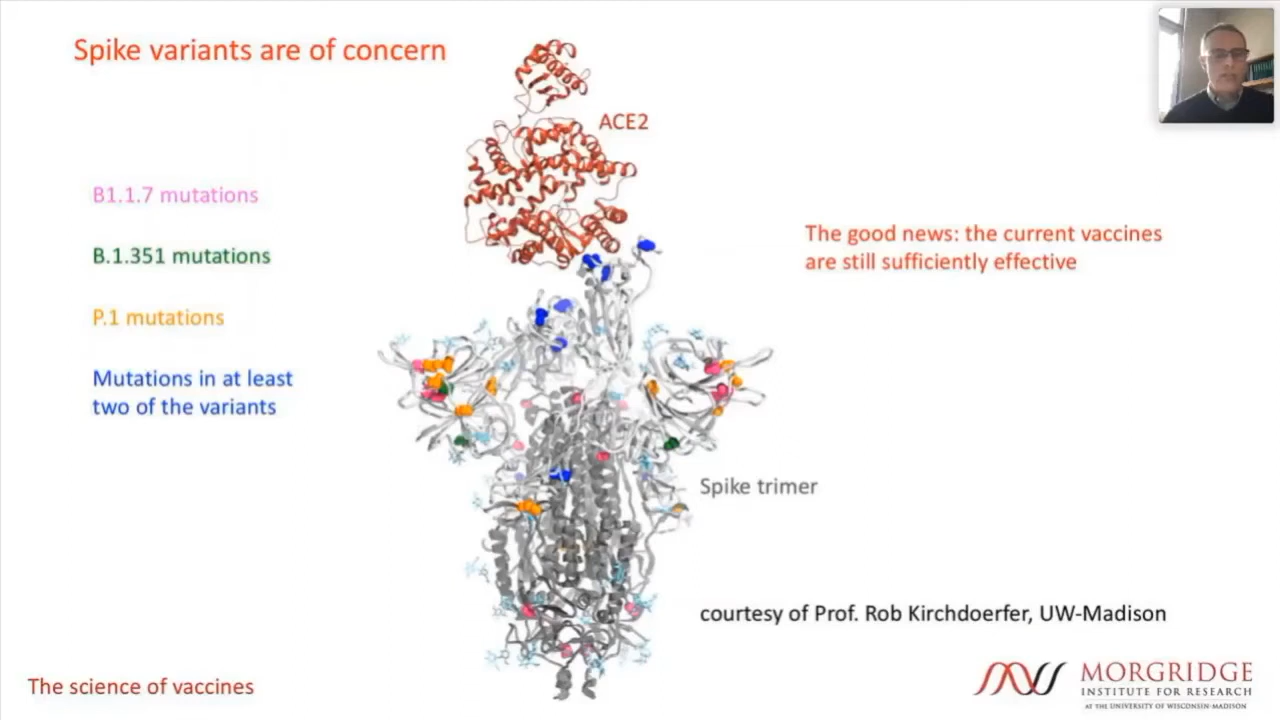 Spike variants are of concern
ACE2
B1.1.7 mutations
B.1.351 mutations
P.1 mutations
Mutations in at least
two of the variants
The good news: the current vaccines
are still sufficiently effective
Spike trimer
courtesy of Prof. Rob Kirchdoerfer, UW-Madison
The science of vaccines
MORGRIDGE
INSTITUTE FOR RESEARCH
AT THE UNIVERSITY OF WISCONSIN-MADISON